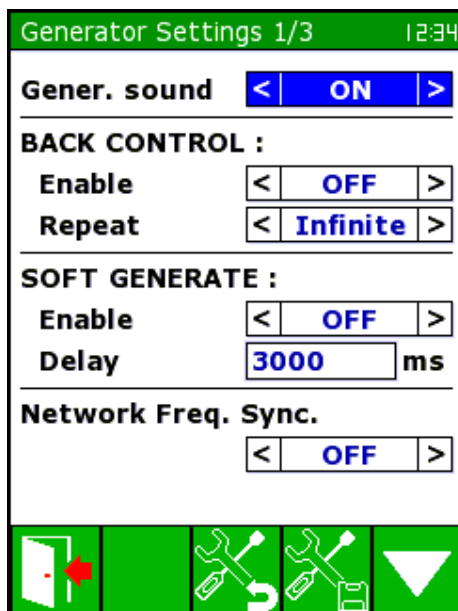 Generator Settings 1/3 12:34
Gener. sound < ON >
BACK CONTROL :
Enable < OFF >
Repeat < Infinite >
SOFT GENERATE :
Enable < OFF >
Delay 3000 ms
Network Freq. Sync.
< OFF >